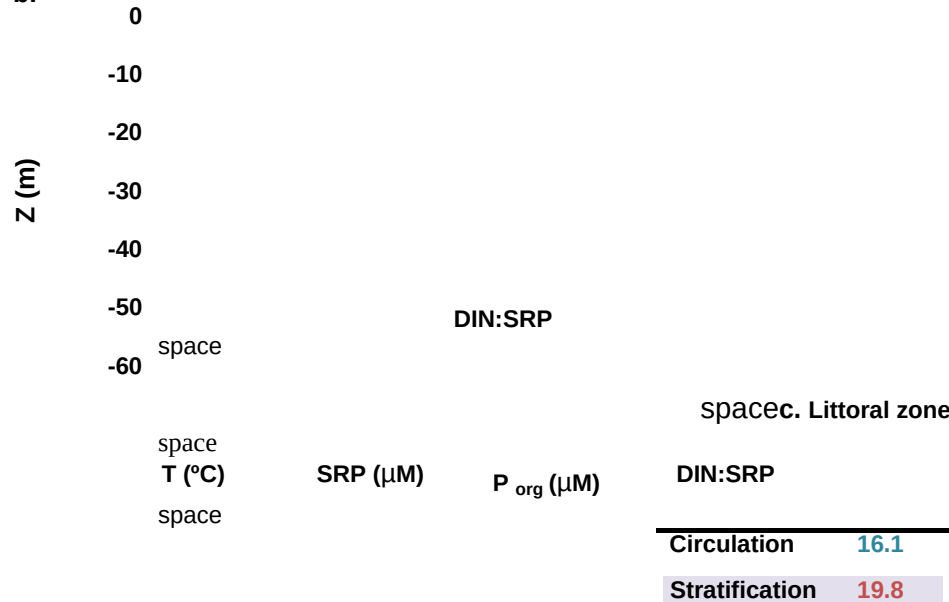 b.
0
-10
-20
Z (m)
-30
-40
-50
DIN:SRP
space
-60
spacec. Littoral zone
space
T (ºC) SRP (µM) P org (µM) DIN:SRP
space
Circulation 16.1
Stratification 19.8